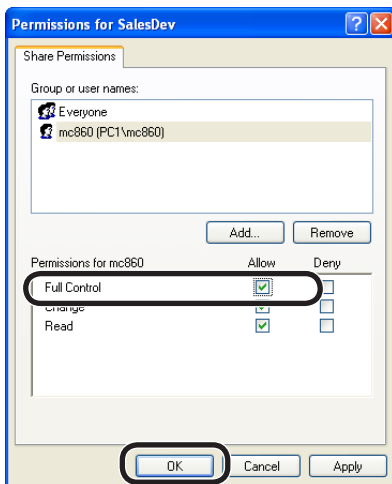 Permissions for SalesDev
Share Permissions
Group or user names:
Everyone
mc860 (PC1\mc860)
Add... Remove
Permissions for mc860 Allow Deny
Full Control
Change
Read
OK Cancel Apply